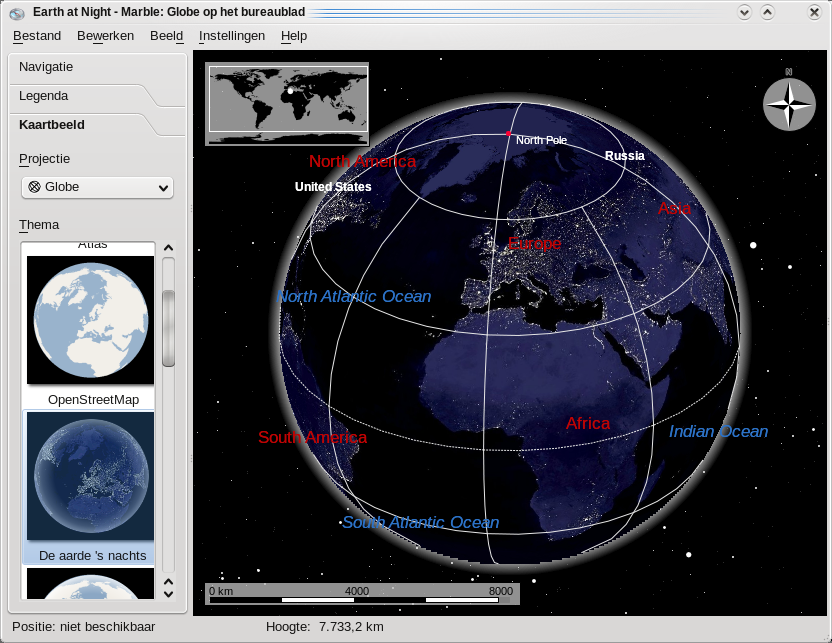 Earth at Night - Marble: Globe op het bureaublad
Bestand Bewerken Beeld Instellingen Help
Navigatie
Legenda
Kaartbeeld
Projectie
Globe
Thema
Atlas
OpenStreetMap
De aarde 's nachts
N
North Pole
Russia
North America
United States
Asia
Europe
North Atlantic Ocean
Africa
Indian Ocean
South America
South Atlantic Ocean
0 km 4000 8000
Positie: niet beschikbaar Hoogte: 7.733,2 km